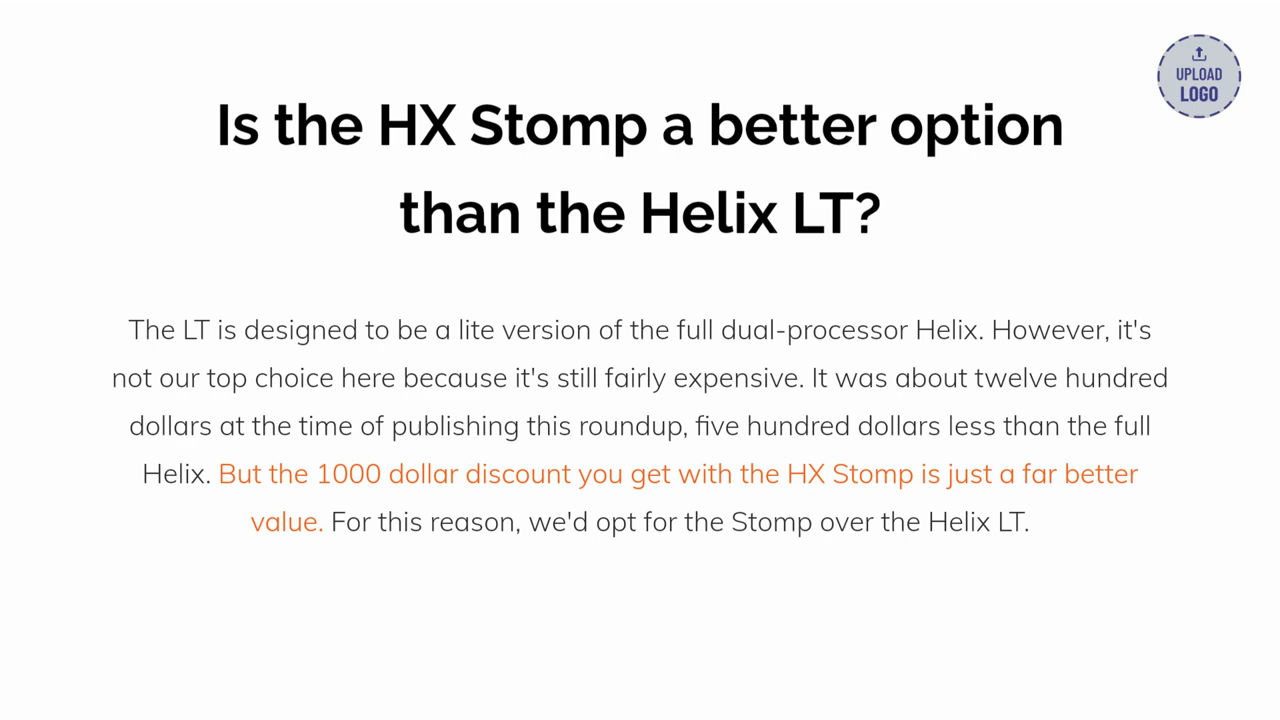 UPLOAD
LOGO
Is the HX Stomp a better option
than the Helix LT?
The LT is designed to be a lite version of the full dual-processor Helix. However, it's
not our top choice here because it's still fairly expensive. It was about twelve hundred
dollars at the time of publishing this roundup, five hundred dollars less than the full
Helix. But the 1000 dollar discount you get with the HX Stomp is just a far better
value. For this reason, we'd opt for the Stomp over the Helix LT.